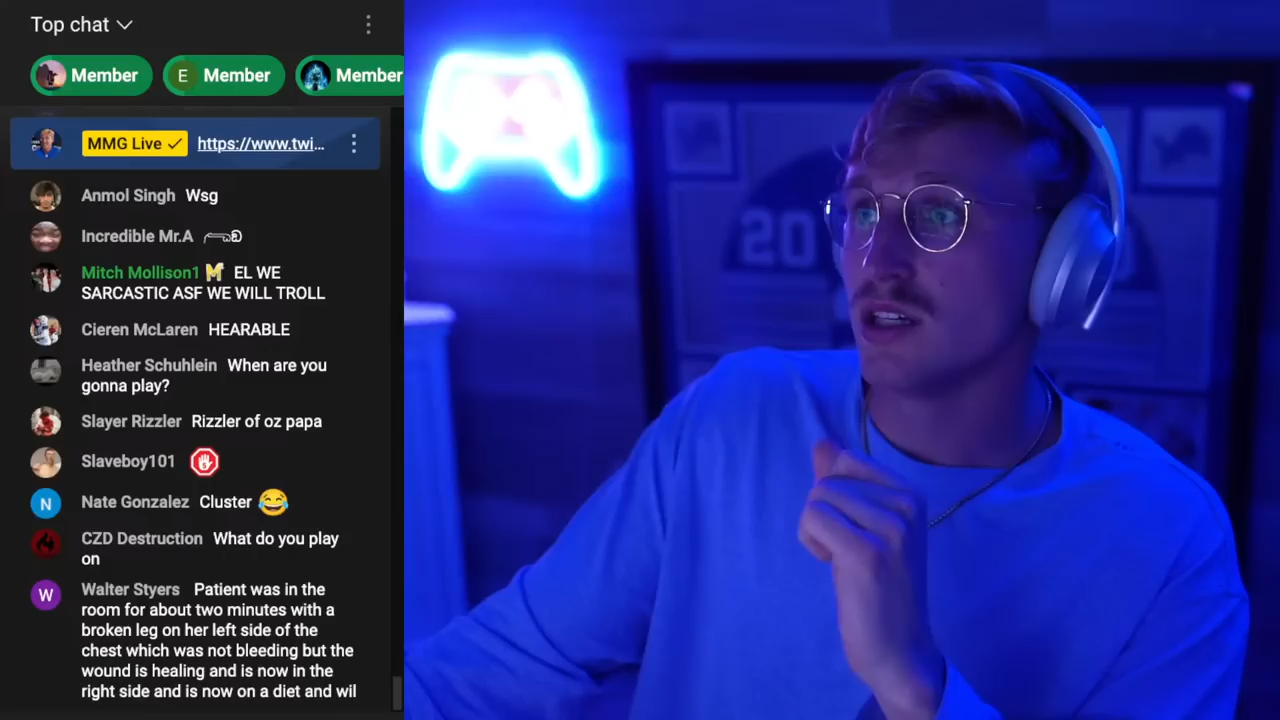 Top chat
Member
E Member
Member
MMG Live https://www.twi...
Anmol Singh Wsg
Incredible Mr.A
Mitch Mollison1 EL WE
SARCASTIC ASF WE WILL TROLL
Cieren McLaren HEARABLE
Heather Schuhlein When are you
gonna play?
Slayer Rizzler Rizzler of oz papa
Slaveboy101
N Nate Gonzalez Cluster 😂
CZD Destruction What do you play
on
W Walter Styers Patient was in the
room for about two minutes with a
broken leg on her left side of the
chest which was not bleeding but the
wound is healing and is now in the
right side and is now on a diet and wil
20